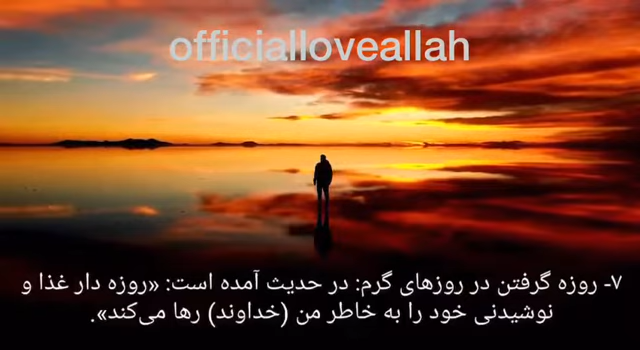 officialloveallah
۷- روزه گرفتن در روزهای گرم: در حدیث آمده است: «روزه دار غذا و
نوشیدنی خود را به خاطر من (خداوند) رها می‌کند».